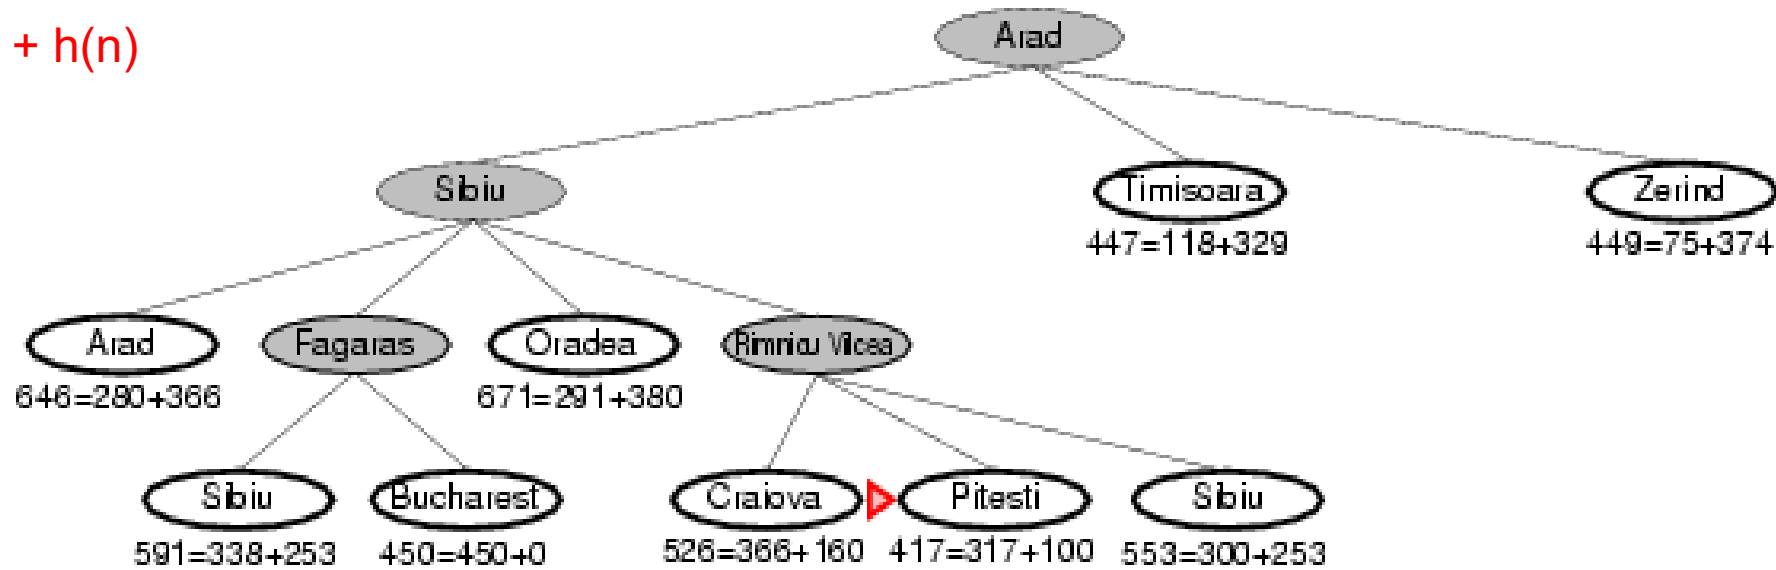 + h(n)
Arad
Sibiu
Timisoara
Zerind
447=118+329
449=75+374
Arad
Fagaras
Oradea
Rimnicu Vilcea
646=280+366
671=291+380
Sibiu
Bucharest
Craiova
Pitesti
Sibiu
591=338+253
450=450+0
526=366+160
417=317+100
553=300+253